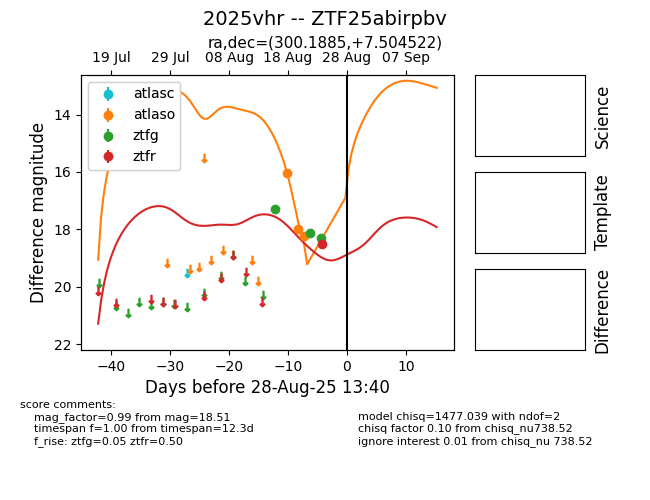 2025vhr -- ZTF25abirpbv
ra,dec=(300.1885,+7.504522)
19 Jul 29 Jul 08 Aug 18 Aug 28 Aug 07 Sep
atlasc
atlaso
ztfg
ztfr
14
16
18
20
22
Difference magnitude
−40 −30 −20 −10 0 10
Days before 28-Aug-25 13:40
Science
Template
Difference
score comments:
mag_factor=0.99 from mag=18.51
timespan f=1.00 from timespan=12.3d
f_rise: ztfg=0.05 ztfr=0.50
model chisq=1477.039 with ndof=2
chisq factor 0.10 from chisq_nu738.52
ignore interest 0.01 from chisq_nu 738.52